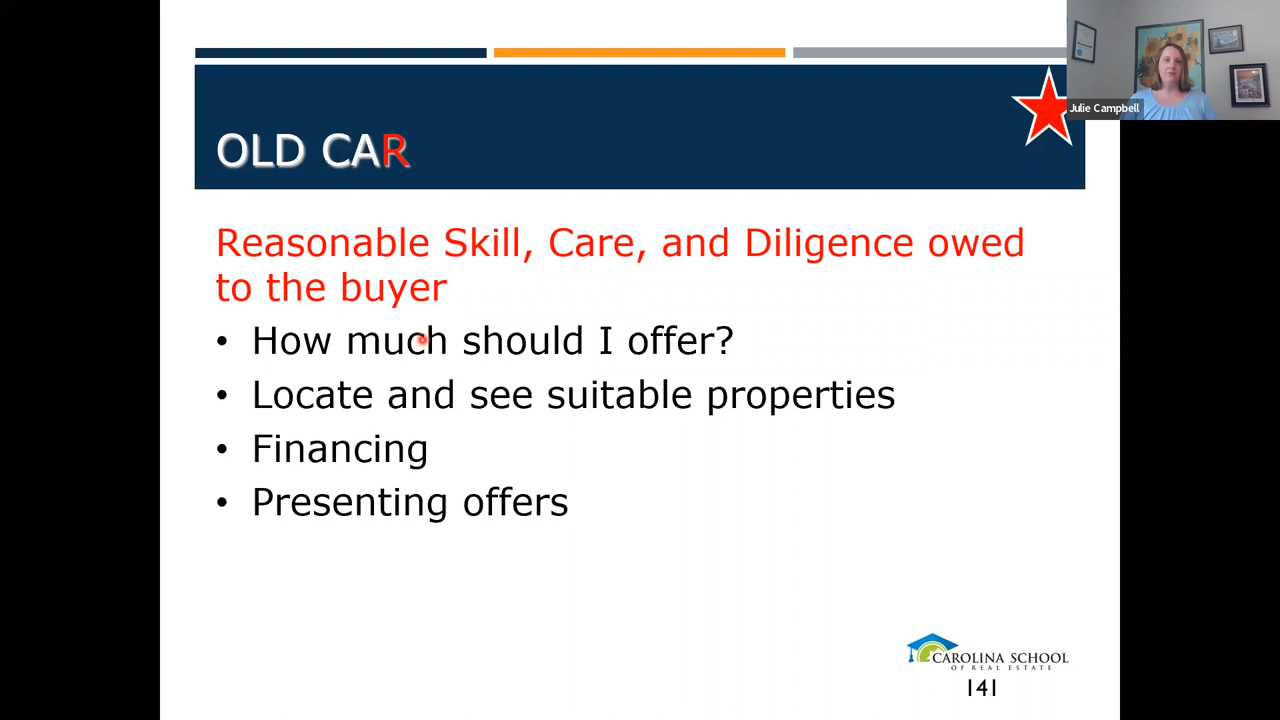 Julie Campbell
OLD CAR
Reasonable Skill, Care, and Diligence owed
to the buyer
• How much should I offer?
• Locate and see suitable properties
• Financing
• Presenting offers
CAROLINA SCHOOL
OF REAL ESTATE
141